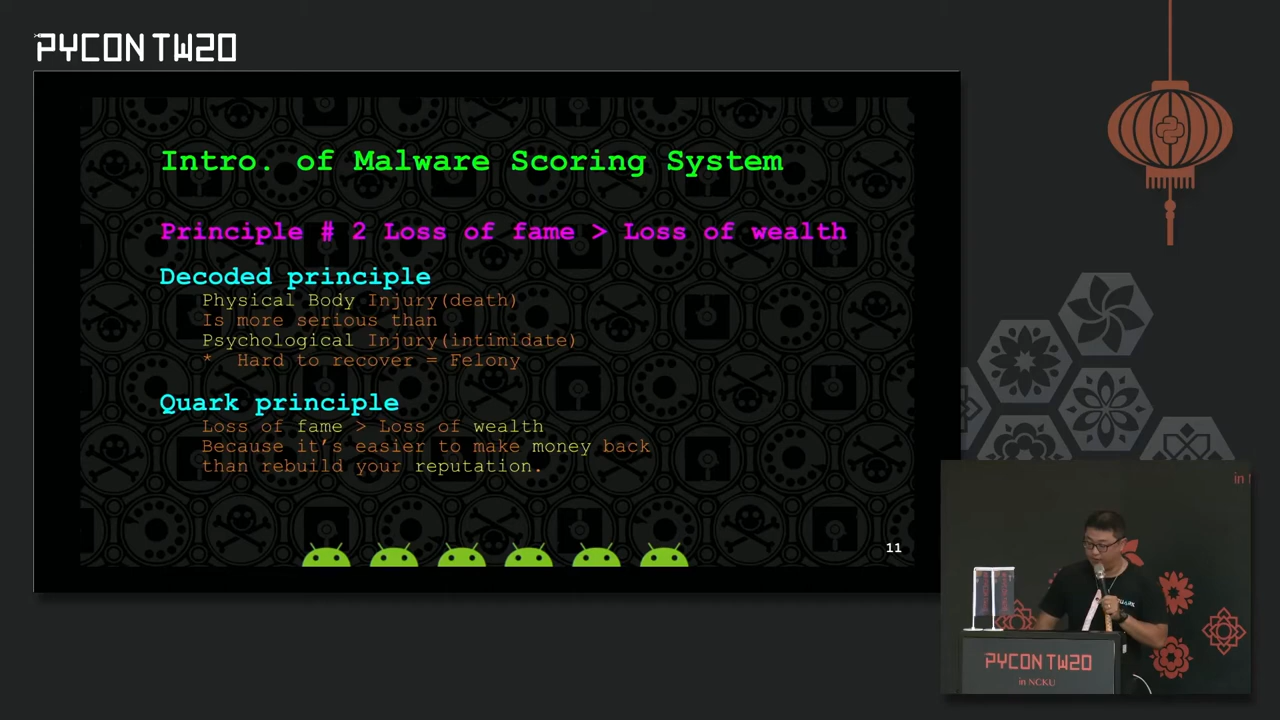 PYCON TW20
Intro. of Malware Scoring System
Principle # 2 Loss of fame > Loss of wealth
Decoded principle
Physical Body Injury(death)
Is more serious than
Psychological Injury(intimidate)
* Hard to recover = Felony
Quark principle
Loss of fame > Loss of wealth
Because it's easier to make money back
than rebuild your reputation.
11
PYCON TW20
in NCKU